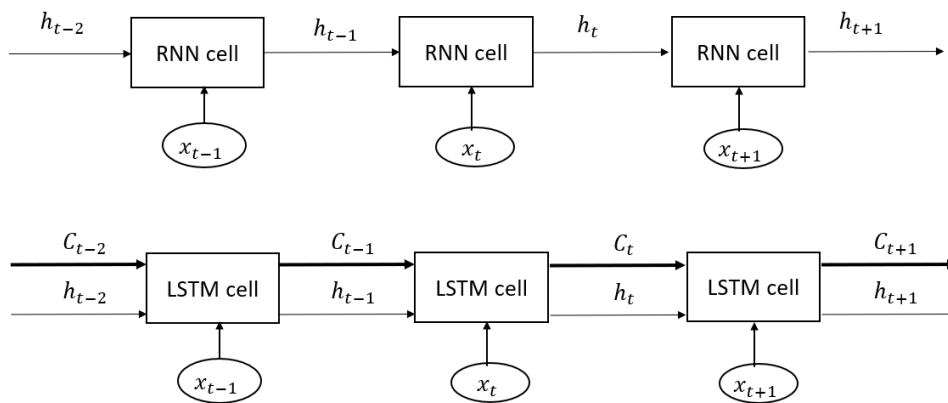 h_{t-2} h_{t-1} h_t h_{t+1}
RNN cell RNN cell RNN cell
x_{t-1} x_t x_{t+1}
C_{t-2} C_{t-1} C_t C_{t+1}
LSTM cell LSTM cell LSTM cell
h_{t-2} h_{t-1} h_t h_{t+1}
x_{t-1} x_t x_{t+1}